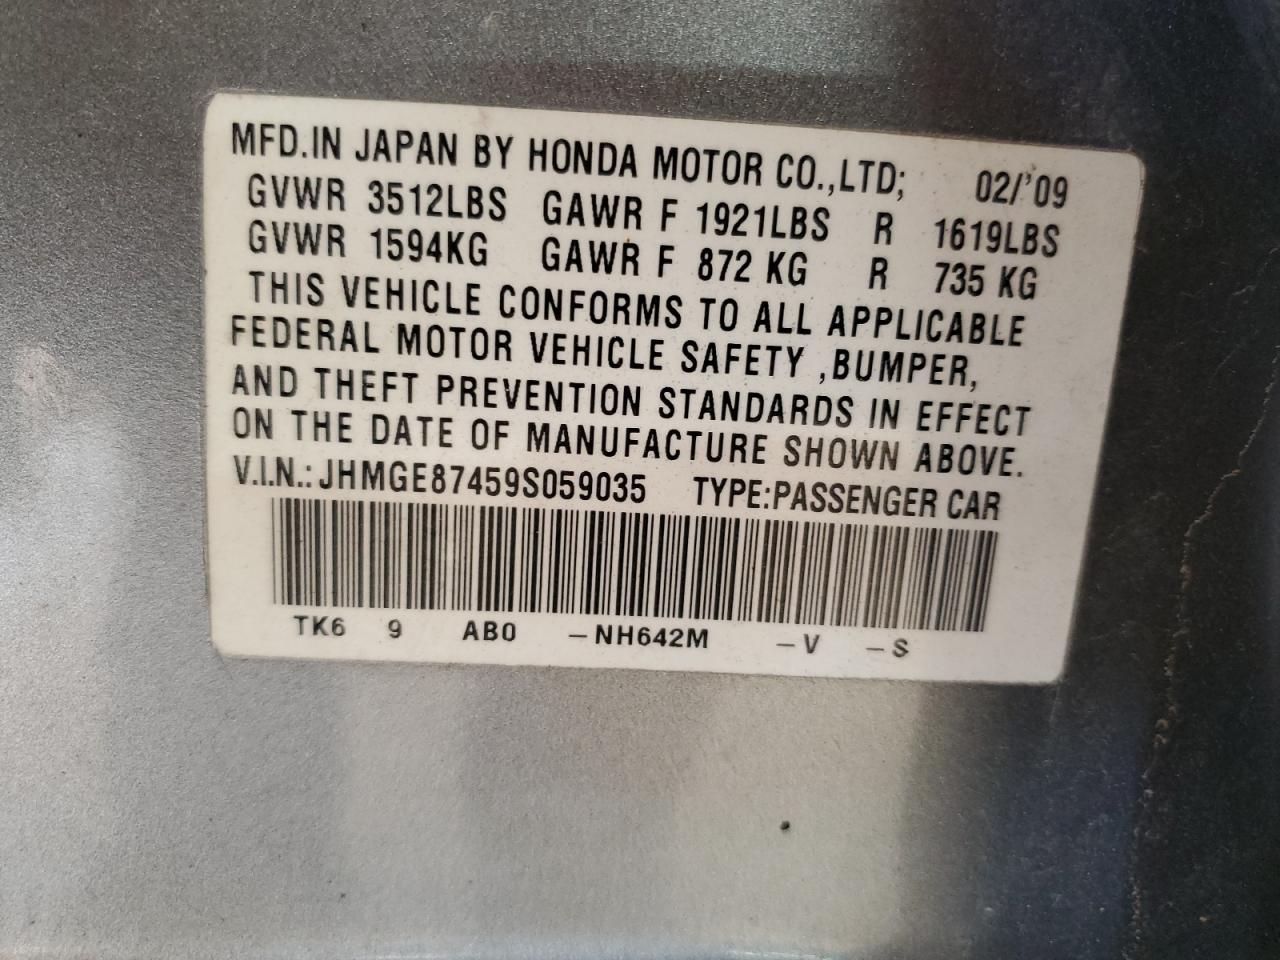 MFD.IN JAPAN BY HONDA MOTOR CO.,LTD; 02/'09
GVWR 3512LBS GAWR F 1921LBS R 1619LBS
GVWR 1594KG GAWR F 872 KG R 735 KG
THIS VEHICLE CONFORMS TO ALL APPLICABLE
FEDERAL MOTOR VEHICLE SAFETY ,BUMPER,
AND THEFT PREVENTION STANDARDS IN EFFECT
ON THE DATE OF MANUFACTURE SHOWN ABOVE.
V.I.N.: JHMGE87459S059035 TYPE:PASSENGER CAR
TK6 9 AB0 –NH642M –V –S